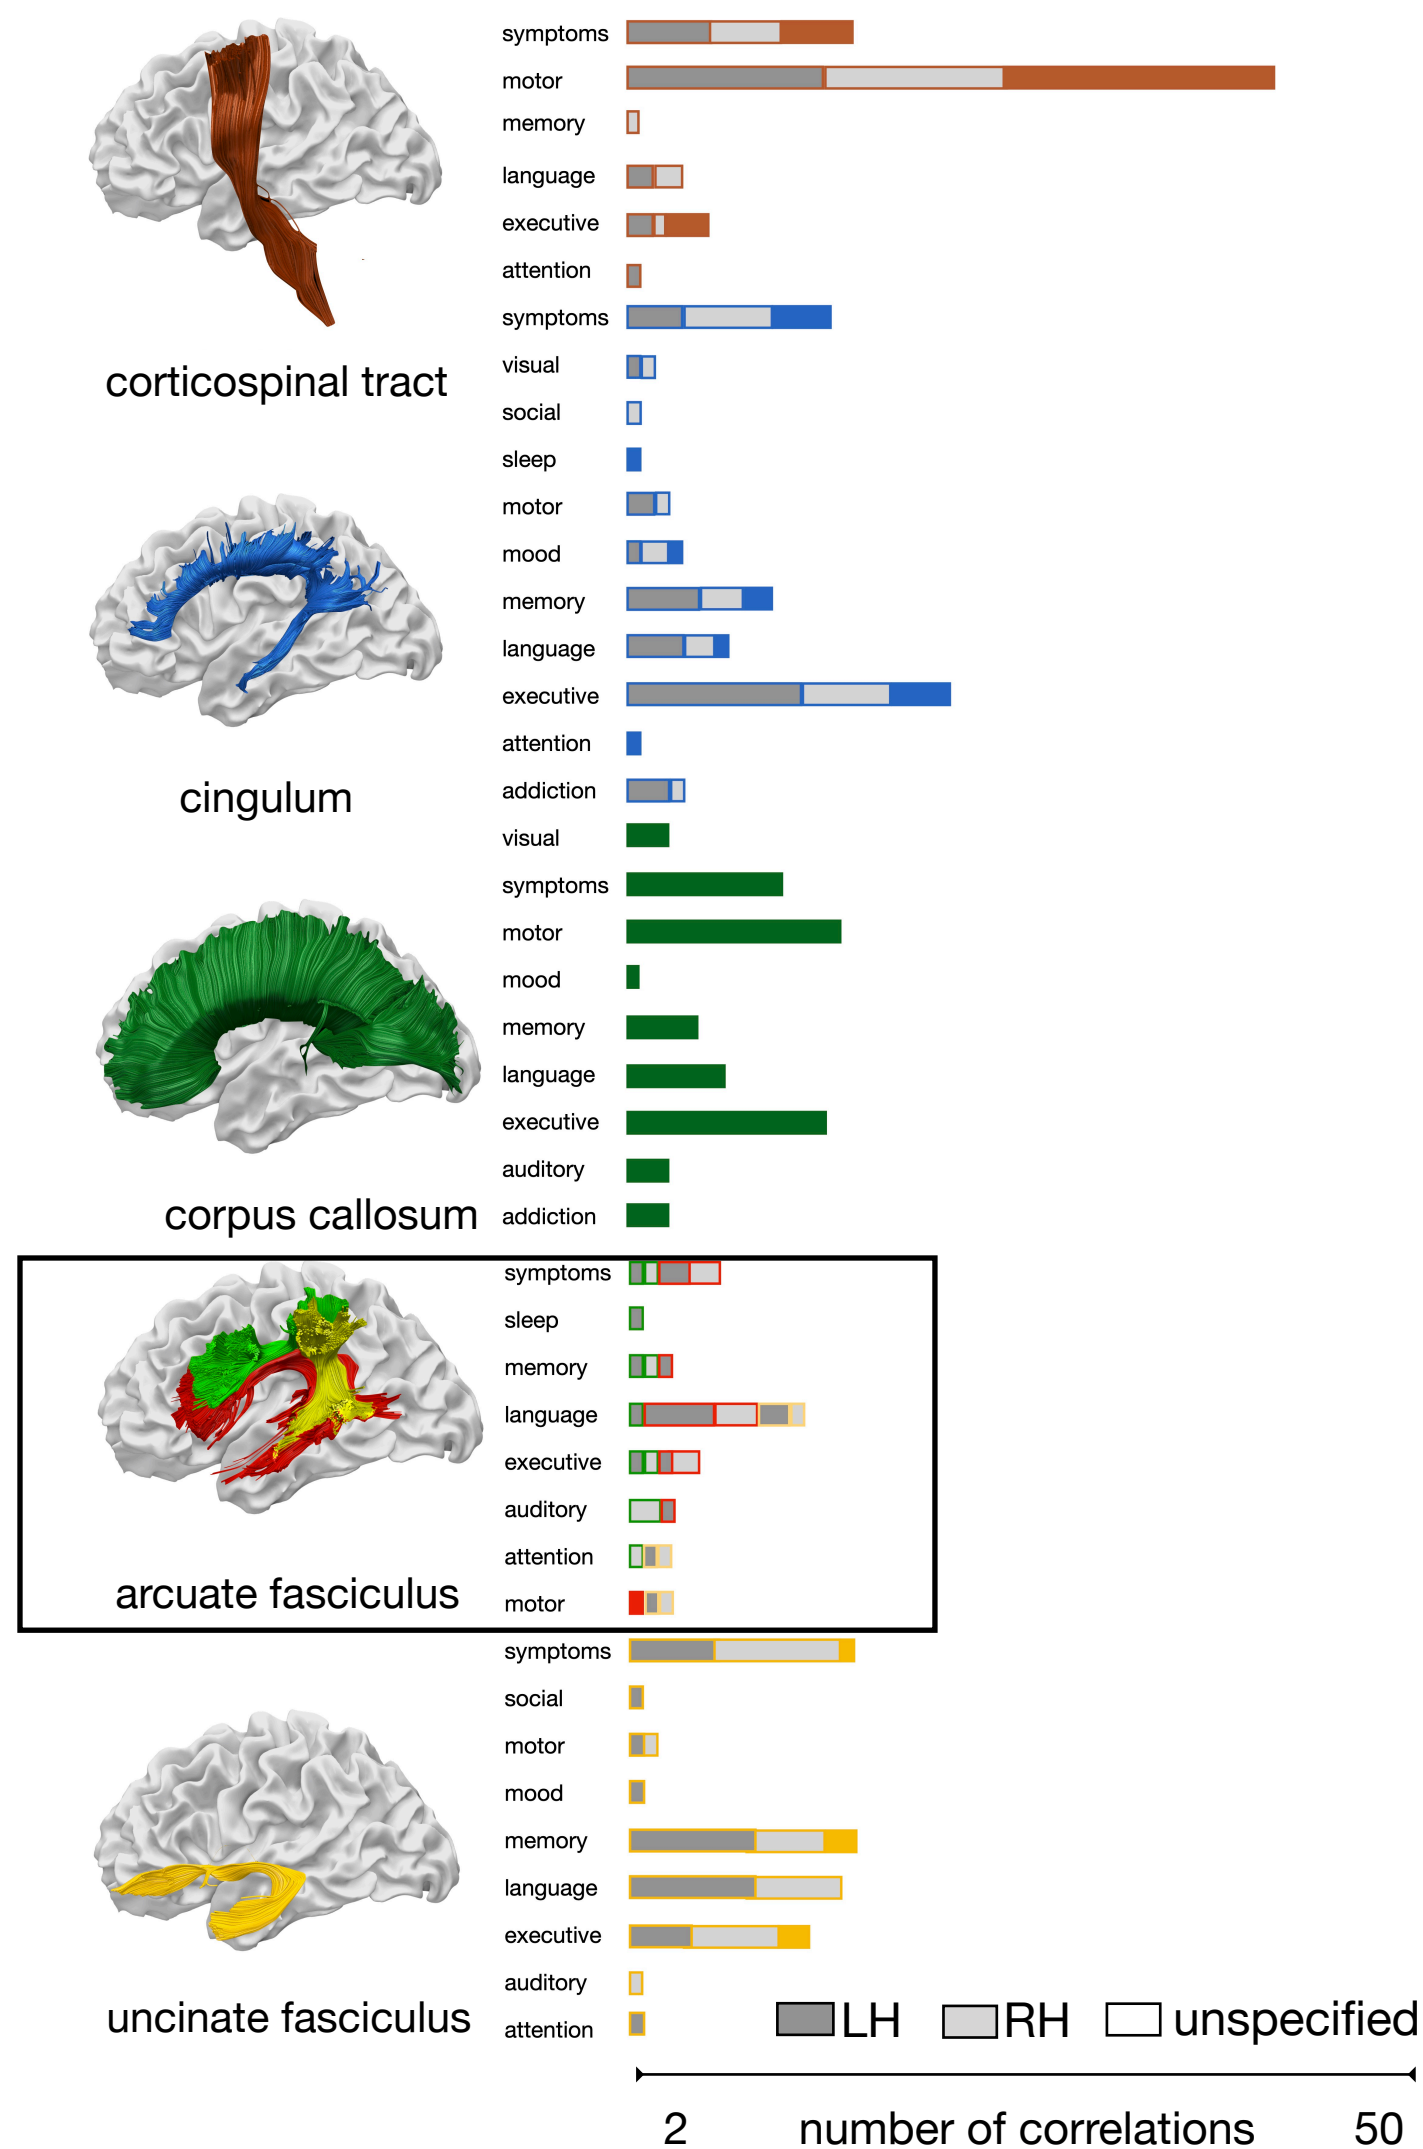 symptoms
motor
memory
language
executive
attention
corticospinal tract
symptoms
visual
social
sleep
motor
mood
memory
language
executive
attention
addiction
cingulum
visual
symptoms
motor
mood
memory
language
executive
auditory
addiction
corpus callosum
symptoms
sleep
memory
language
executive
auditory
attention
motor
arcuate fasciculus
symptoms
social
motor
mood
memory
language
executive
auditory
attention
uncinate fasciculus
LH RH unspecified
2 number of correlations 50